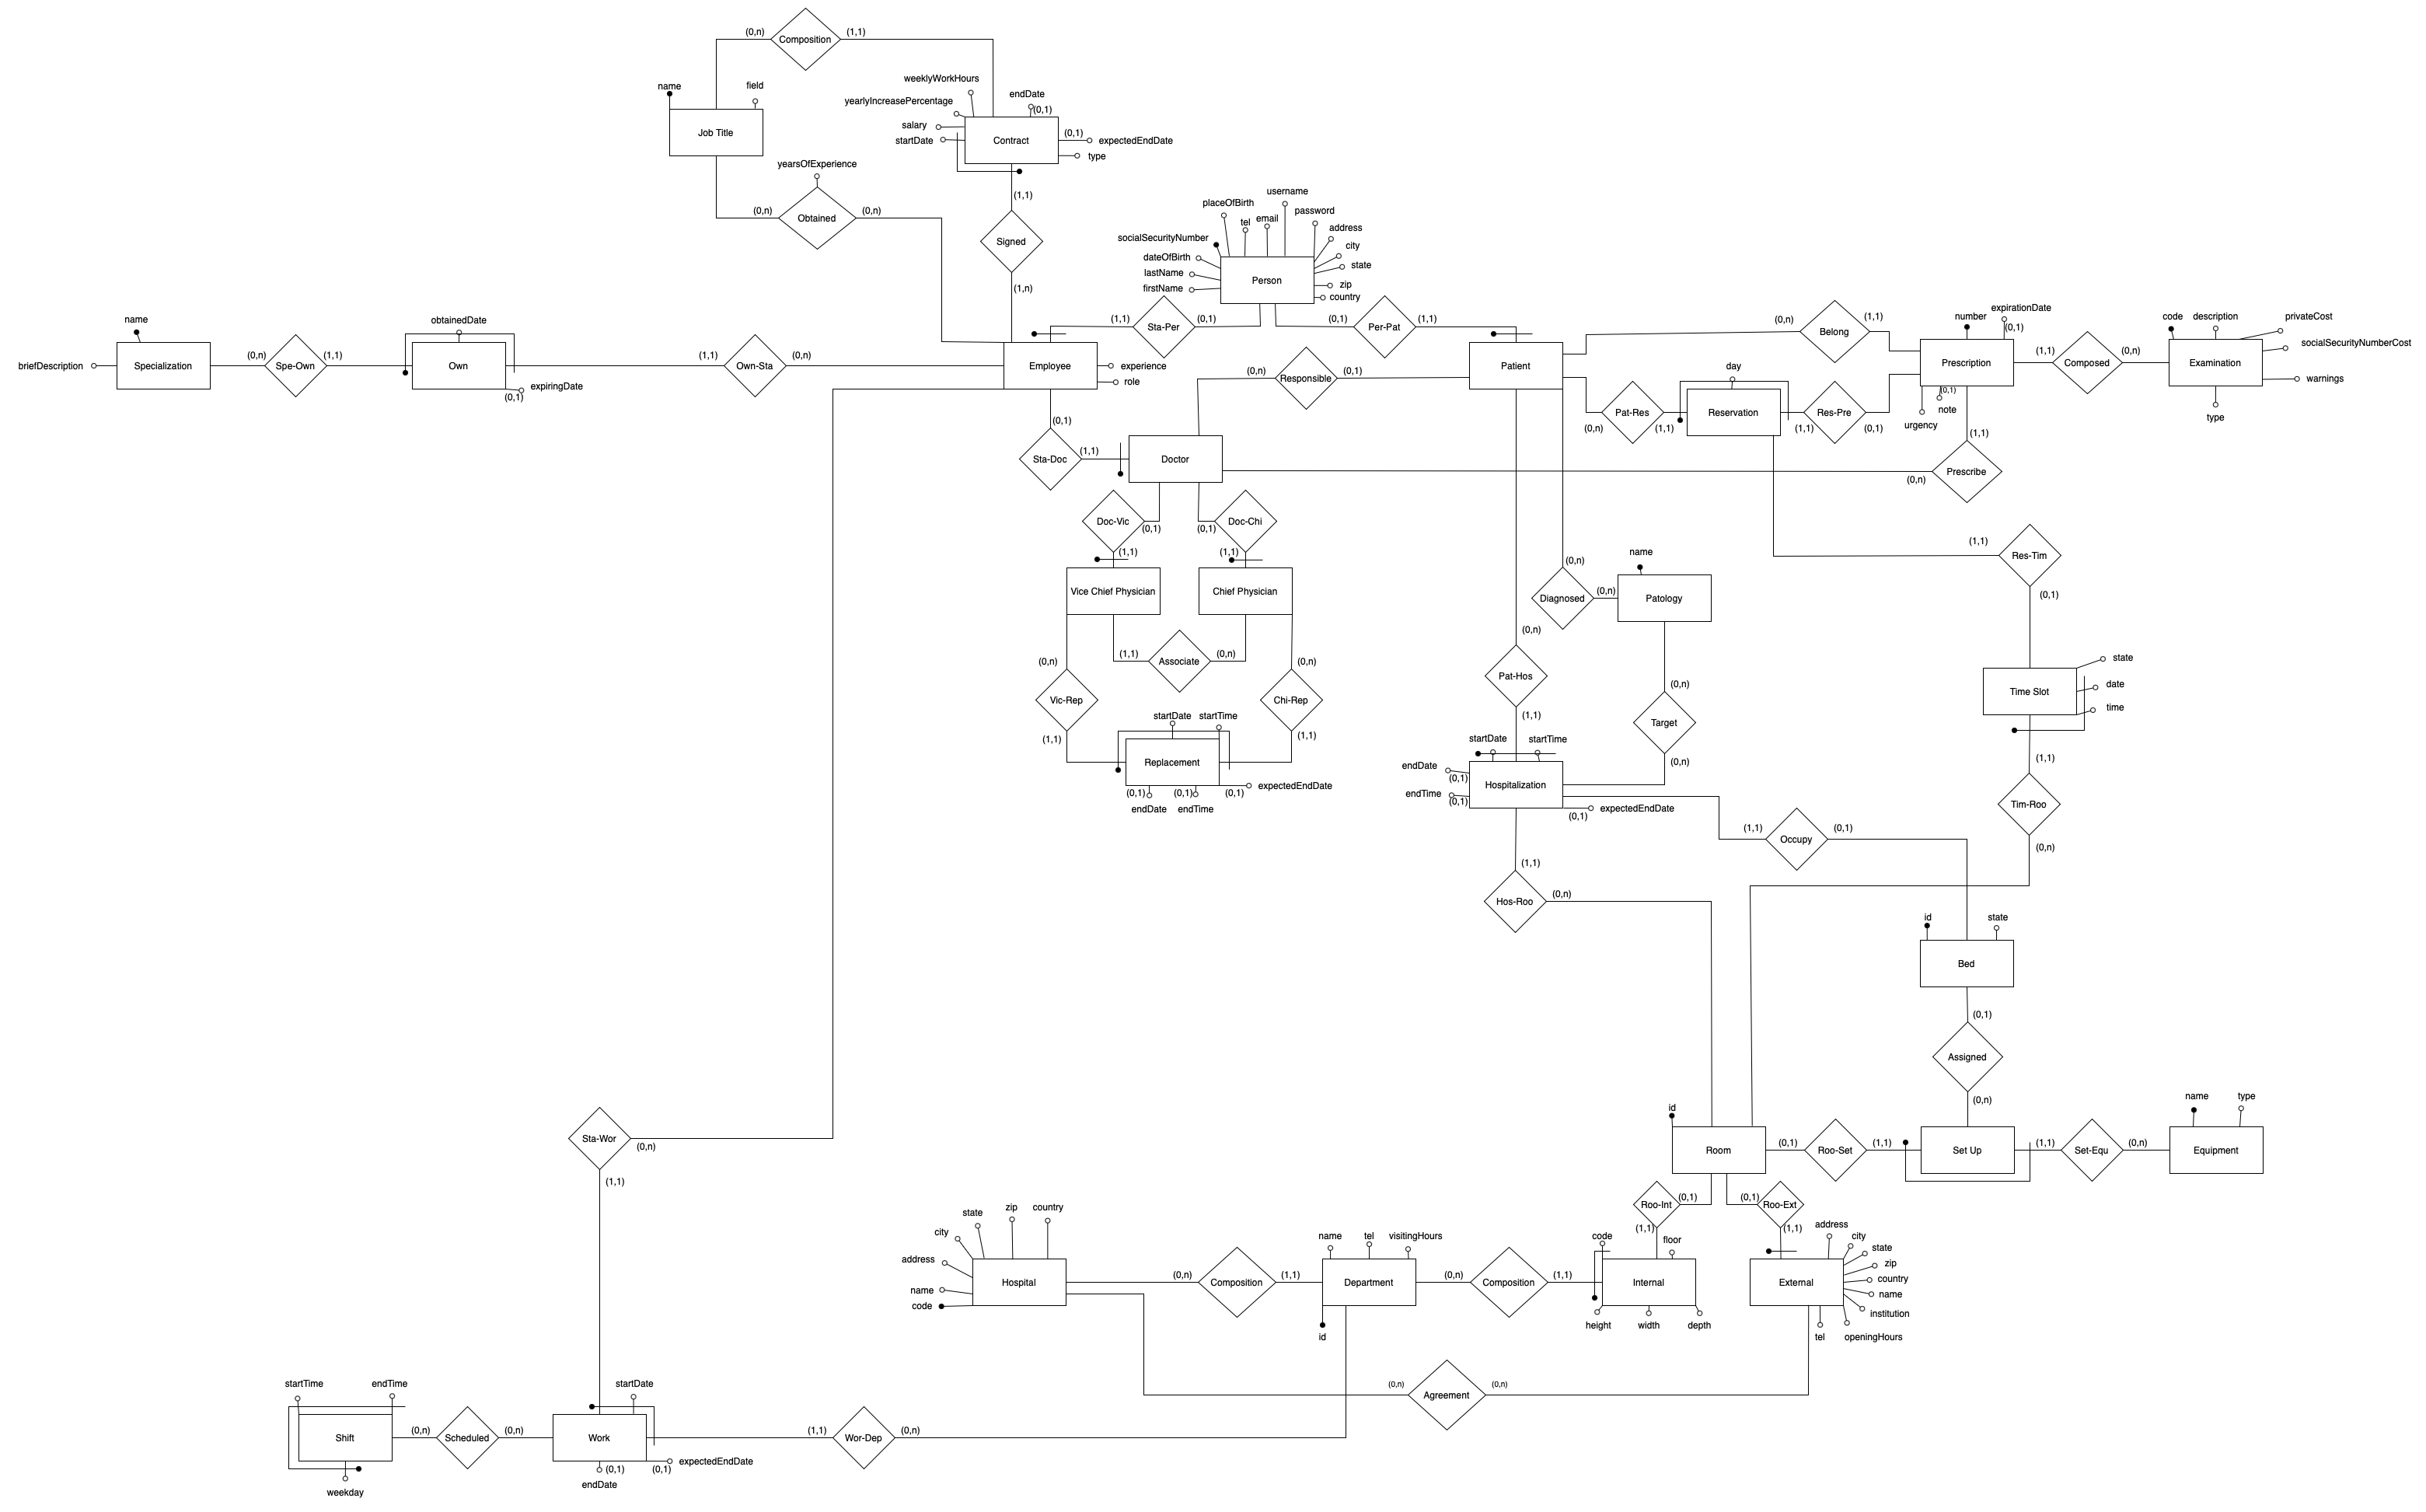 (0,n)
Composition
(1,1)
weeklyWorkHours
name
field
endDate
(0,1)
yearlyIncreasePercentage
salary
startDate
Job Title
Contract
(0,1)
expectedEndDate
type
yearsOfExperience
(0,n)
Obtained
(0,n)
(1,1)
Signed
(1,n)
username
placeOfBirth
password
tel
email
address
socialSecurityNumber
city
dateOfBirth
state
lastName
Person
firstName
zip
country
(1,1)
Sta-Per
(0,1)
(0,1)
Per-Pat
(1,1)
name
obtainedDate
briefDescription
Specialization
(0,n)
Spe-Own
(1,1)
Own
(0,1)
expiringDate
(1,1)
Own-Sta
(0,n)
Employee
experience
role
(0,n)
Responsible
(0,1)
Patient
(0,n)
Belong
(1,1)
number
expirationDate
(0,1)
Prescription
(0,1)
note
urgency
(1,1)
Composed
(0,n)
code
description
privateCost
socialSecurityNumberCost
Examination
warnings
type
day
Pat-Res
(0,n)
(1,1)
Reservation
Res-Pre
(1,1)
(0,1)
(0,1)
Sta-Doc
(1,1)
Doctor
(1,1)
Prescribe
(0,n)
Doc-Vic
(0,1)
(0,1)
Doc-Chi
(1,1)
(1,1)
Vice Chief Physician
Chief Physician
(1,1)
Associate
(0,n)
(0,n)
Vic-Rep
(1,1)
(0,n)
Chi-Rep
(1,1)
startDate
startTime
Replacement
(0,1)
endDate
(0,1)
endTime
(0,1)
expectedEndDate
(0,n)
Diagnosed
(0,n)
name
Patology
(1,1)
Res-Tim
(0,1)
(0,n)
Pat-Hos
(1,1)
(0,n)
Target
(0,n)
state
Time Slot
date
time
startDate
startTime
endDate
(0,1)
endTime
(0,1)
Hospitalization
(0,1)
expectedEndDate
(1,1)
Tim-Roo
(0,n)
(1,1)
Occupy
(0,1)
(1,1)
Hos-Roo
(0,n)
id
state
Bed
(0,1)
Assigned
(0,n)
Sta-Wor
(0,n)
(1,1)
id
Room
(0,1)
Roo-Set
(1,1)
Set Up
(1,1)
Set-Equ
(0,n)
name
type
Equipment
Roo-Int
(0,1)
(1,1)
(0,1)
Roo-Ext
(1,1)
city
state
zip
country
address
name
code
Hospital
(0,n)
Composition
(1,1)
name
tel
visitingHours
Department
id
(0,n)
Composition
(1,1)
code
floor
Internal
height
width
depth
address
city
state
zip
country
name
institution
openingHours
tel
External
(0,n)
Agreement
(0,n)
startTime
endTime
Shift
weekday
(0,n)
Scheduled
(0,n)
startDate
Work
(0,1)
endDate
(0,1)
expectedEndDate
(1,1)
Wor-Dep
(0,n)